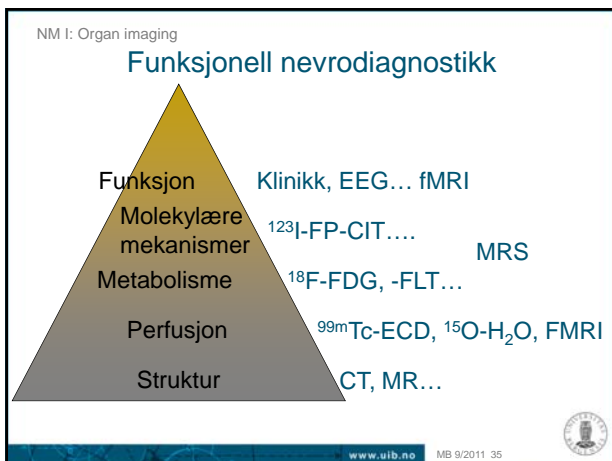 NM I: Organ imaging
Funksjonell nevrodiagnostikk
Funksjon Klinikk, EEG… fMRI
Molekylære
mekanismer ¹²³I-FP-CIT….
MRS
Metabolisme ¹⁸F-FDG, -FLT…
Perfusjon ⁹⁹ᵐTc-ECD, ¹⁵O-H₂O, FMRI
Struktur CT, MR…
www.uib.no MB 9/2011 35